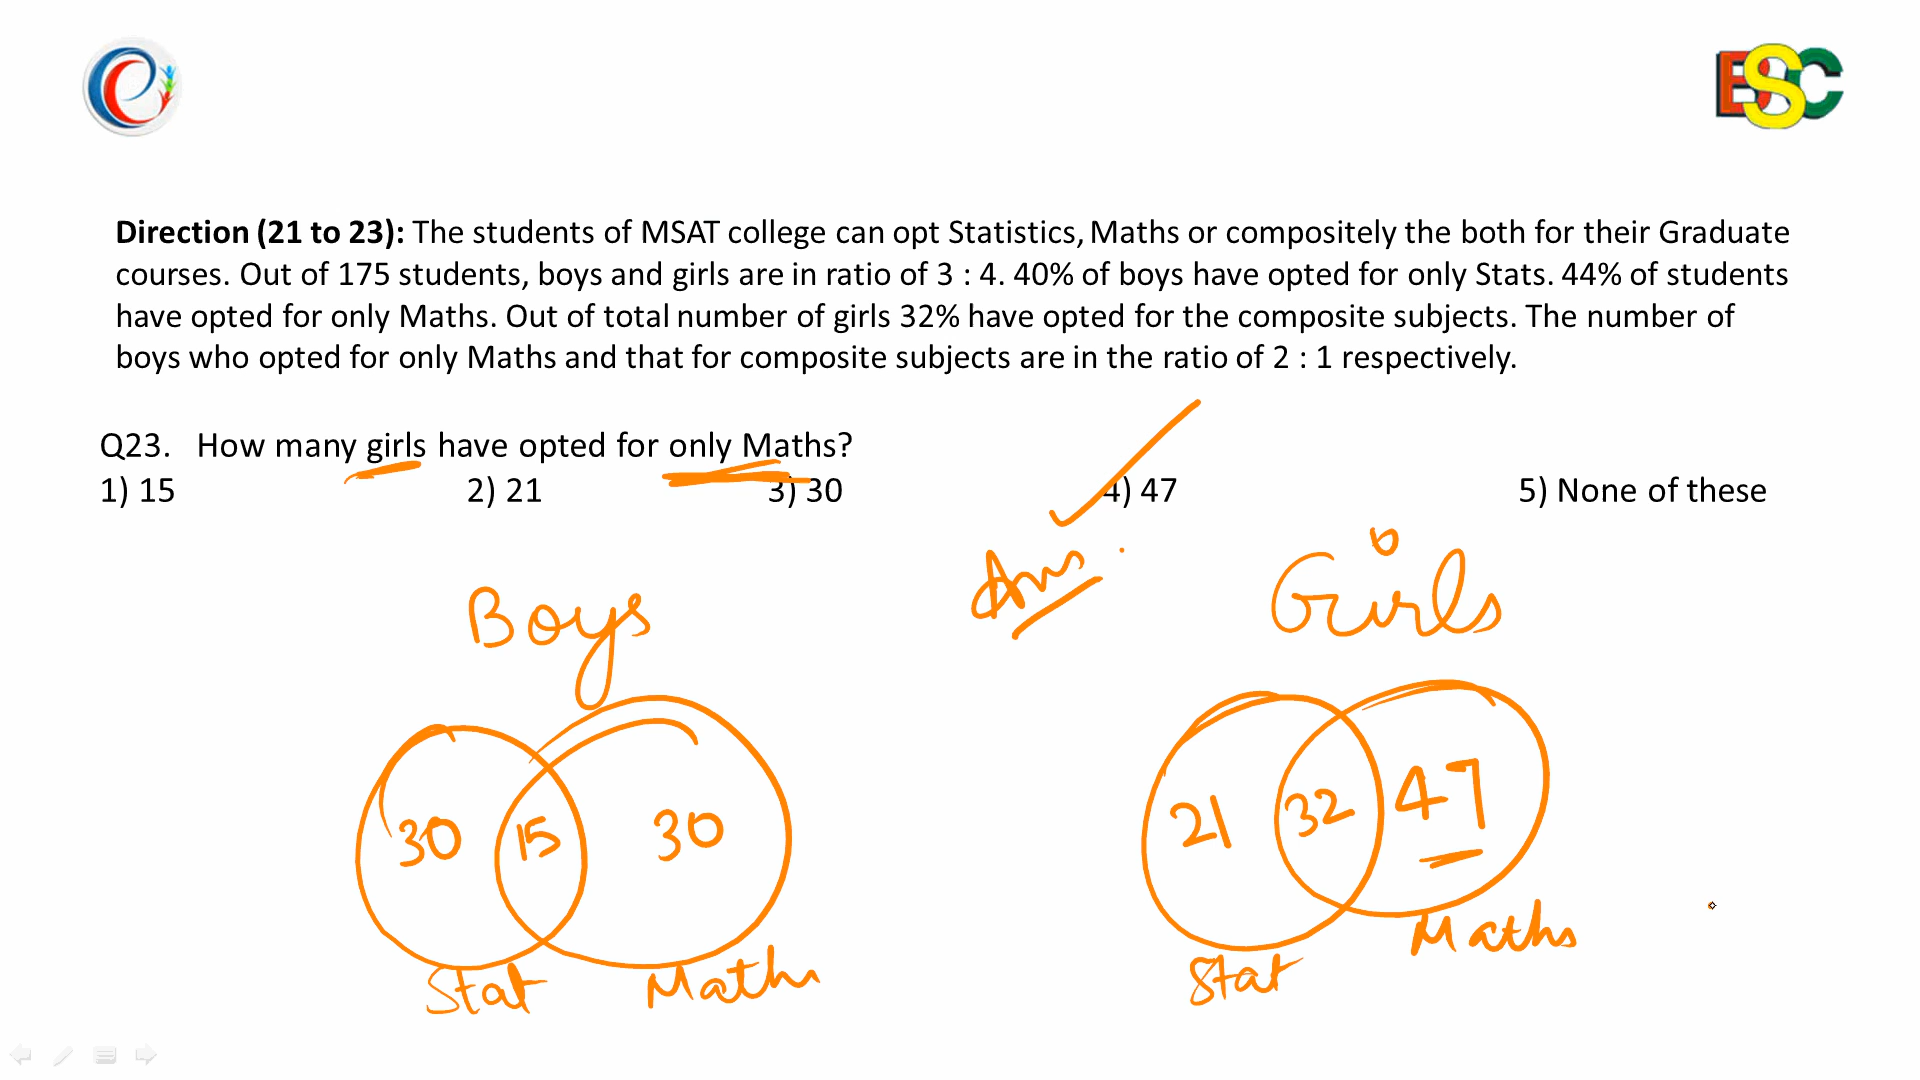 ESC
Direction (21 to 23): The students of MSAT college can opt Statistics, Maths or compositely the both for their Graduate
courses. Out of 175 students, boys and girls are in ratio of 3 : 4. 40% of boys have opted for only Stats. 44% of students
have opted for only Maths. Out of total number of girls 32% have opted for the composite subjects. The number of
boys who opted for only Maths and that for composite subjects are in the ratio of 2 : 1 respectively.
Q23. How many girls have opted for only Maths?
1) 15 2) 21 3) 30 4) 47 5) None of these
Ans.
Boys Girls
30 15 30 21 32 47
Stat Maths Stat Maths